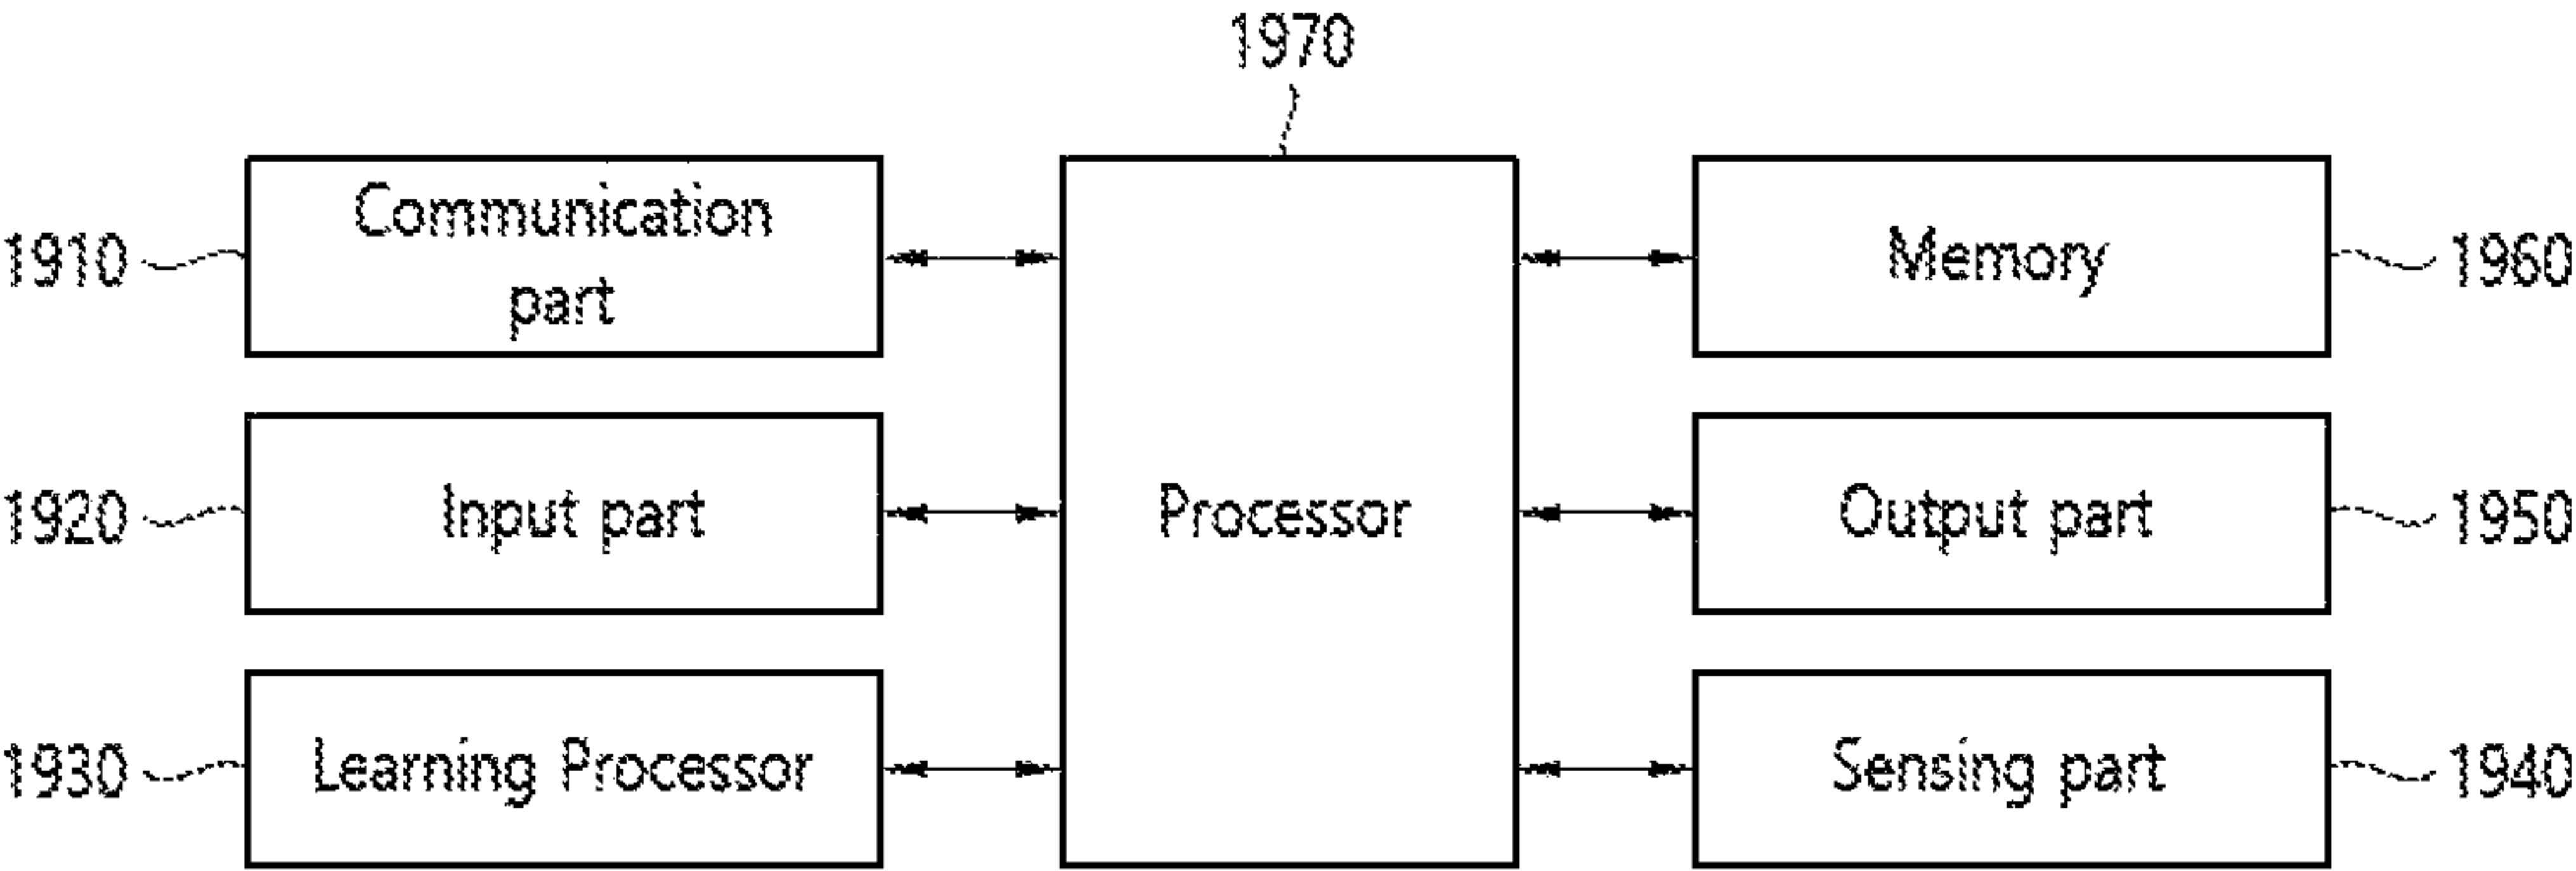 1970
Communication
part
1910
Memory
1960
1920
Input part
Processor
Output part
1950
1930
Learning Processor
Sensing part
1940